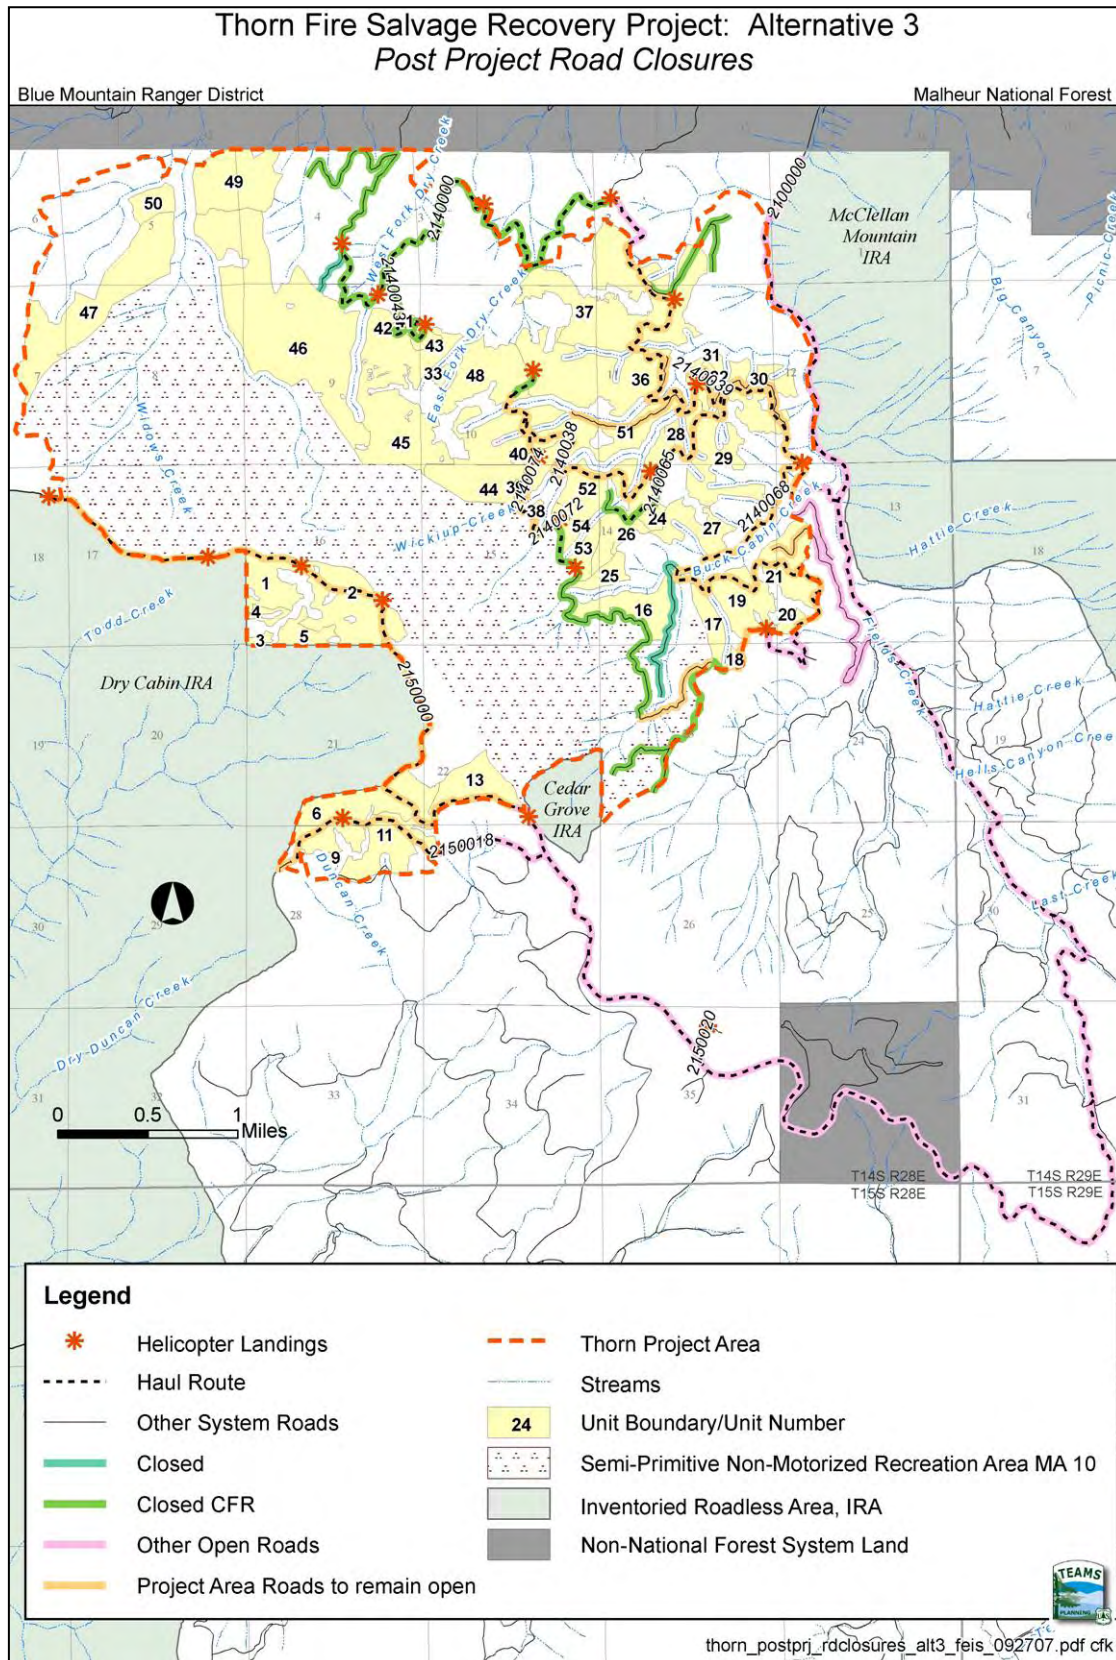 Thorn Fire Salvage Recovery Project: Alternative 3
Post Project Road Closures
Blue Mountain Ranger District
Malheur National Forest
West Fork Dry Creek
2140000
2100000
McClellan
Mountain
IRA
Big Canyon
Picnic Creek
49
50
47
46
42
43
33
48
45
44
40
37
36
31
30
51
28
29
52
38
54
53
26
24
27
25
16
17
18
19
20
21
East Fork Dry Creek
2140039
2140038
2140074
2140072
2140065
2140068
Widows Creek
Wickiup Creek
Buck Cabin Creek
Hattie Creek
Todd Creek
1
2
4
3
5
Fields Creek
Dry Cabin IRA
2150000
Hattie Creek
Hells Canyon Creek
13
6
11
9
Cedar
Grove
IRA
2150018
Duncan Creek
Last Creek
Dry Duncan Creek
2150020
0 0.5 1
Miles
T14S R28E
T15S R28E
T14S R29E
T15S R29E
Legend
Helicopter Landings
Haul Route
Other System Roads
Closed
Closed CFR
Other Open Roads
Project Area Roads to remain open
Thorn Project Area
Streams
24 Unit Boundary/Unit Number
Semi-Primitive Non-Motorized Recreation Area MA 10
Inventoried Roadless Area, IRA
Non-National Forest System Land
TEAMS
PLANNING
thorn_postprj_rdclosures_alt3_feis_092707.pdf cfk